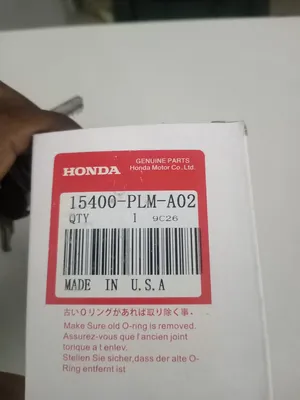 GENUINE PARTS
HONDA Honda Motor Co., Ltd.
15400-PLM-A02
QTY 1 9C26
MADE IN U.S.A
古いOリングがあれば取り除く事。
Make Sure old O-ring is removed.
Assurez-vous que l'ancien joint
torique a t enlev.
Stellen Sie sicher,dass der alte O-
Ring entfernt ist